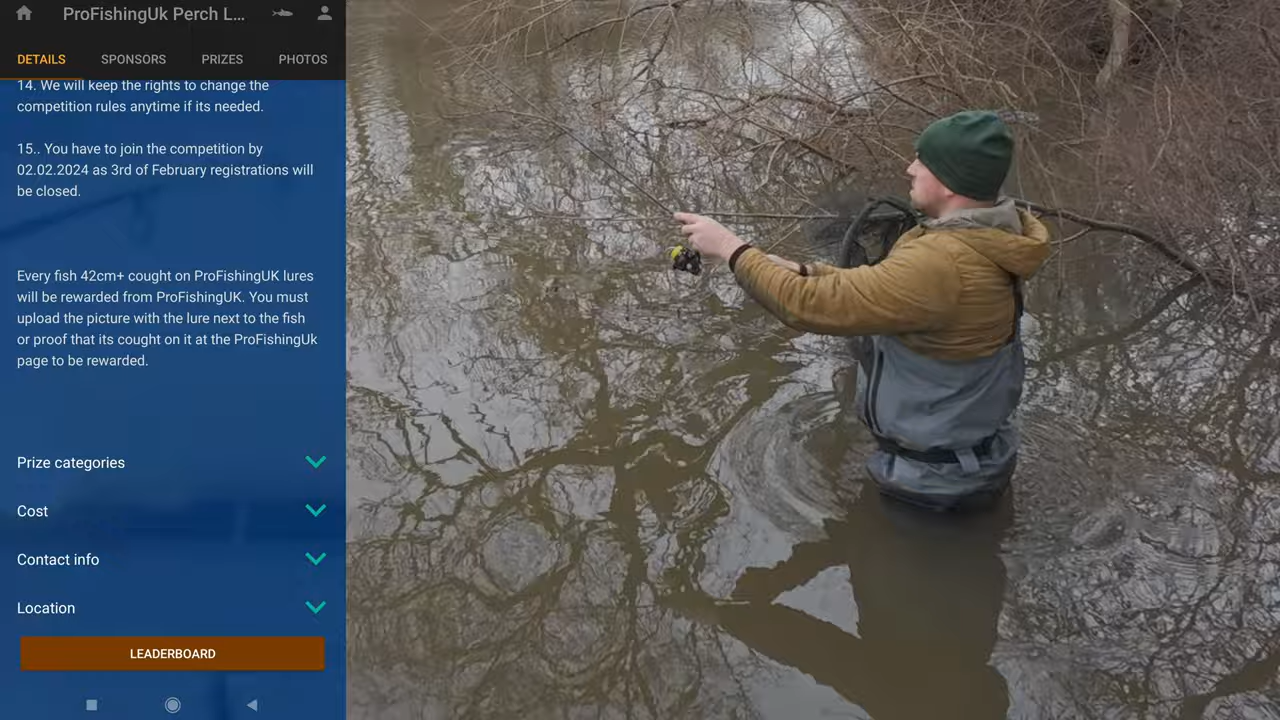 ProFishingUk Perch L...
DETAILS
SPONSORS
PRIZES
PHOTOS
14. We will keep the rights to change the
competition rules anytime if its needed.
15.. You have to join the competition by
02.02.2024 as 3rd of February registrations will
be closed.
Every fish 42cm+ cought on ProFishingUK lures
will be rewarded from ProFishingUK. You must
upload the picture with the lure next to the fish
or proof that its cought on it at the ProFishingUk
page to be rewarded.
Prize categories
Cost
Contact info
Location
LEADERBOARD